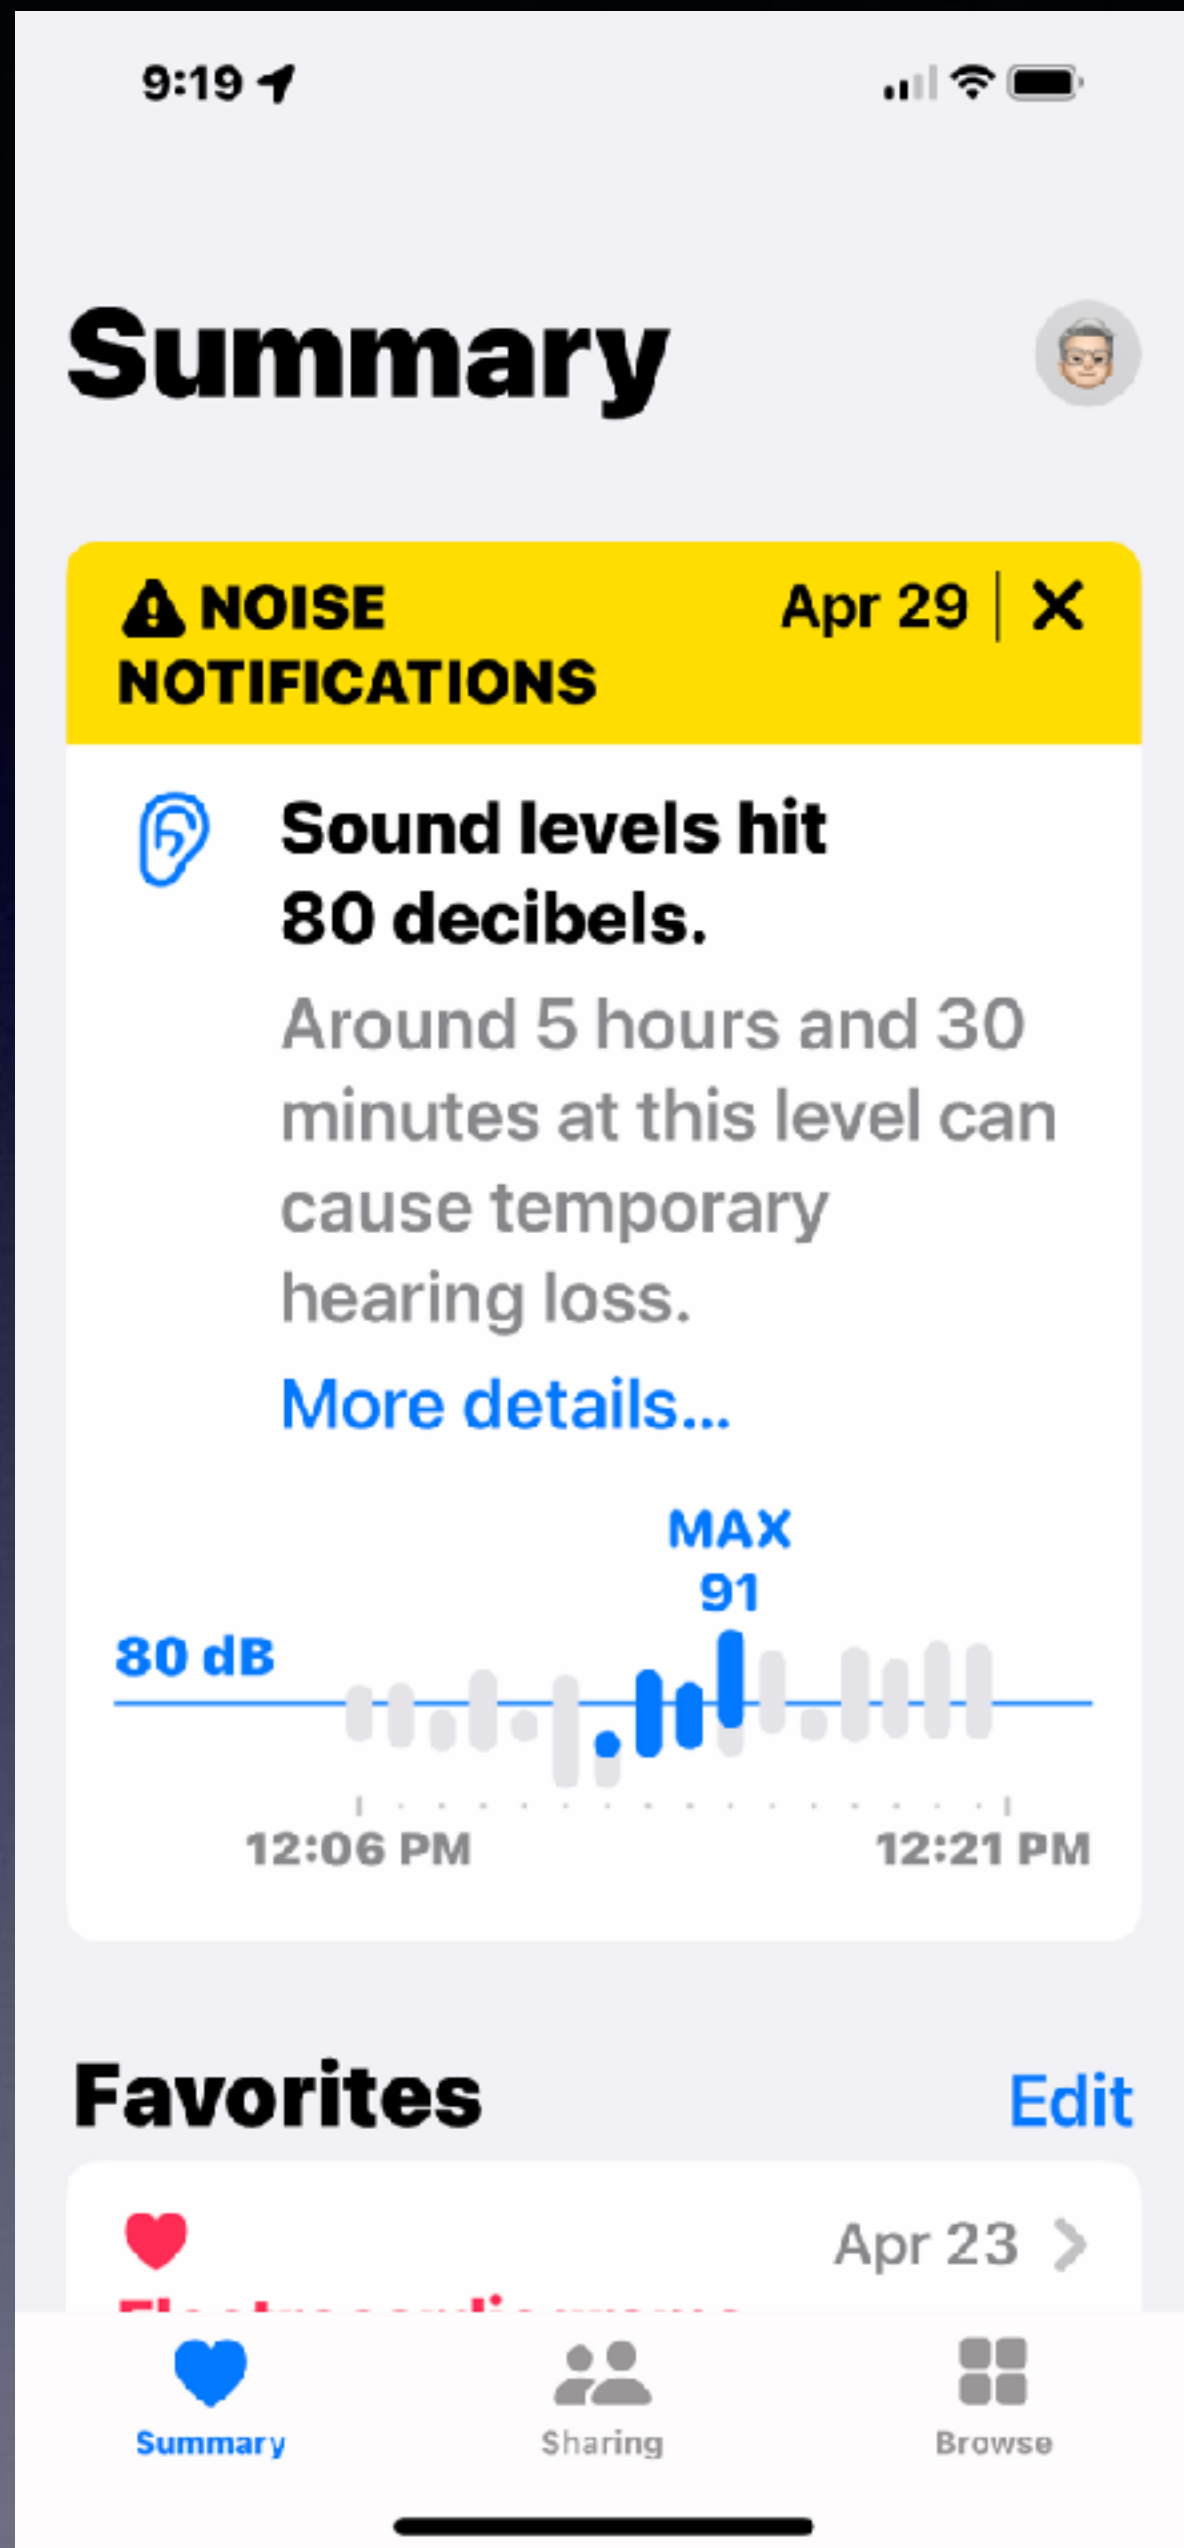 9:19
Summary
NOISE Apr 29
NOTIFICATIONS
Sound levels hit
80 decibels.
Around 5 hours and 30
minutes at this level can
cause temporary
hearing loss.
More details...
MAX
91
80 dB
12:06 PM 12:21 PM
Favorites Edit
Apr 23
Summary Sharing Browse